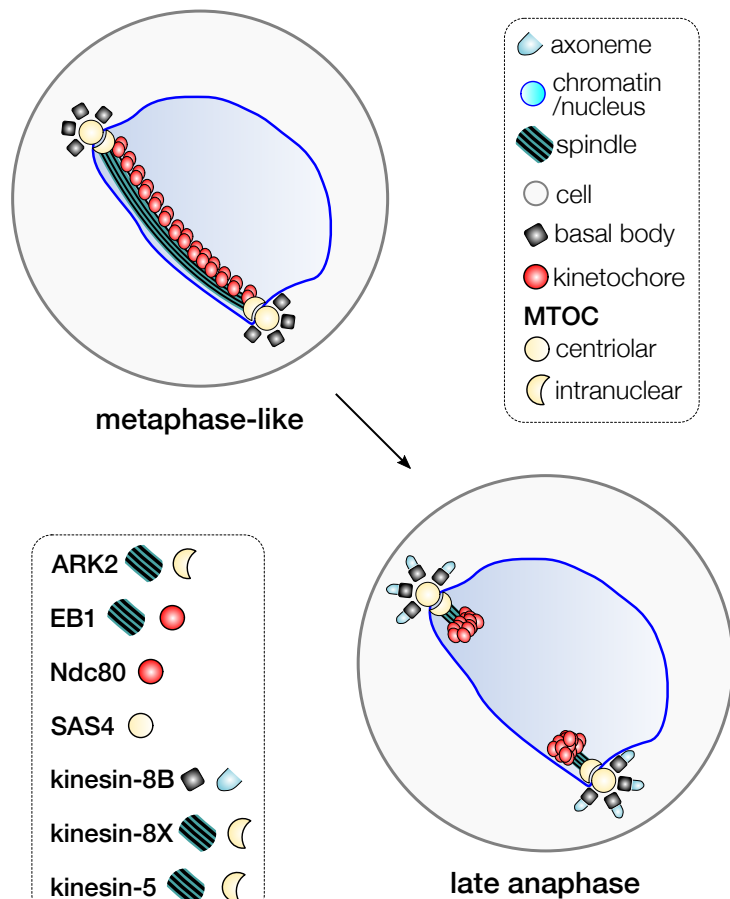 axoneme
chromatin
/nucleus
spindle
cell
basal body
kinetochore
MTOC
centriolar
intranuclear
metaphase-like
ARK2
EB1
Ndc80
SAS4
kinesin-8B
kinesin-8X
kinesin-5
late anaphase